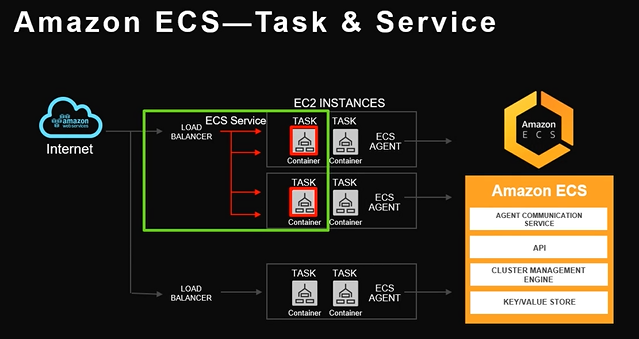 Amazon ECS—Task & Service
EC2 INSTANCES
amazon
web services
Internet
ECS Service
LOAD
BALANCER
TASK TASK
Container Container
ECS
AGENT
TASK TASK
Container Container
ECS
AGENT
LOAD
BALANCER
TASK TASK
Container Container
ECS
AGENT
Amazon
ECS
Amazon ECS
AGENT COMMUNICATION
SERVICE
API
CLUSTER MANAGEMENT
ENGINE
KEY/VALUE STORE